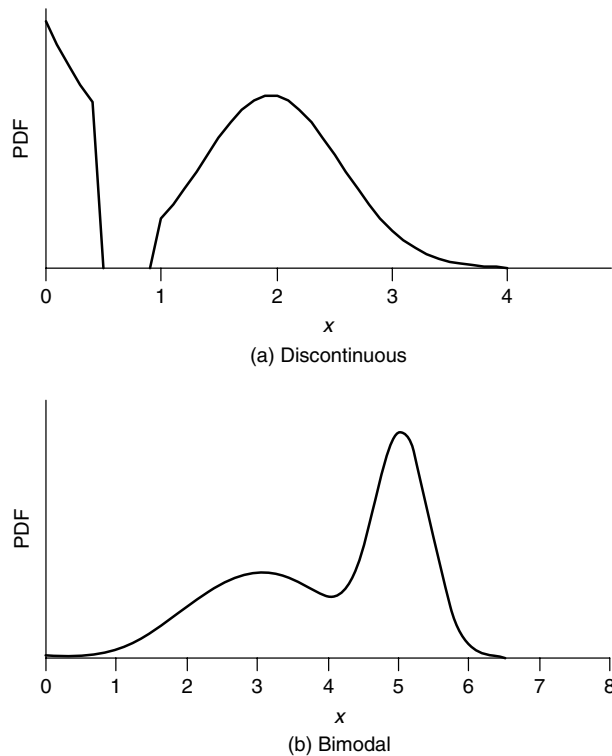 PDF
0 1 2 3 4
x
(a) Discontinuous
PDF
0 1 2 3 4 5 6 7 8
x
(b) Bimodal